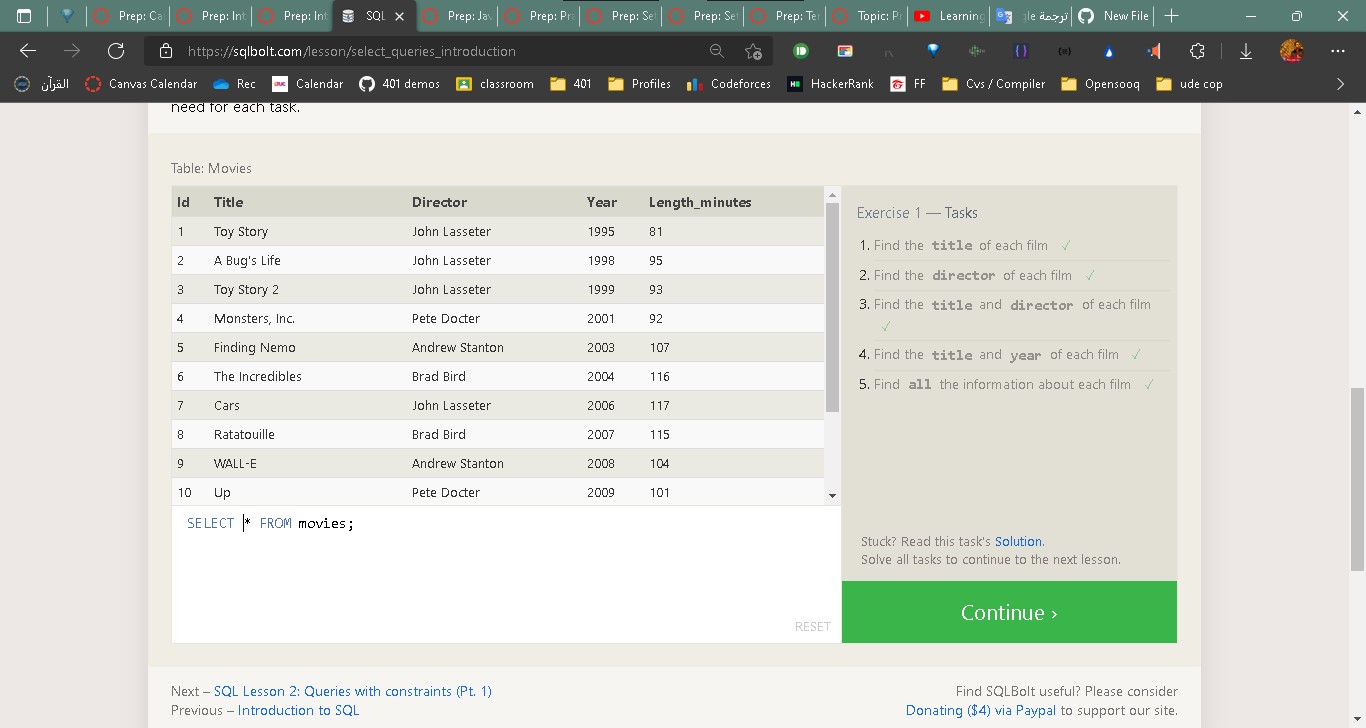 Prep: Ca
Prep: Int
Prep: Int
SQL
Prep: Jav
Prep: Pra
Prep: Set
Prep: Set
Prep: Ter
Topic: Pr
Learning
ترجمة
New File
https://sqlbolt.com/lesson/select_queries_introduction
القرآن
Canvas Calendar
Rec
Calendar
401 demos
classroom
401
Profiles
Codeforces
HackerRank
FF
Cvs / Compiler
Opensooq
ude cop
need for each task.
Table: Movies
Id Title Director Year Length_minutes
1 Toy Story John Lasseter 1995 81
2 A Bug's Life John Lasseter 1998 95
3 Toy Story 2 John Lasseter 1999 93
4 Monsters, Inc. Pete Docter 2001 92
5 Finding Nemo Andrew Stanton 2003 107
6 The Incredibles Brad Bird 2004 116
7 Cars John Lasseter 2006 117
8 Ratatouille Brad Bird 2007 115
9 WALL-E Andrew Stanton 2008 104
10 Up Pete Docter 2009 101
SELECT * FROM movies;
RESET
Exercise 1 — Tasks
1. Find the title of each film ✓
2. Find the director of each film ✓
3. Find the title and director of each film
✓
4. Find the title and year of each film ✓
5. Find all the information about each film ✓
Stuck? Read this task's Solution.
Solve all tasks to continue to the next lesson.
Continue ›
Next – SQL Lesson 2: Queries with constraints (Pt. 1)
Previous – Introduction to SQL
Find SQLBolt useful? Please consider
Donating ($4) via Paypal to support our site.